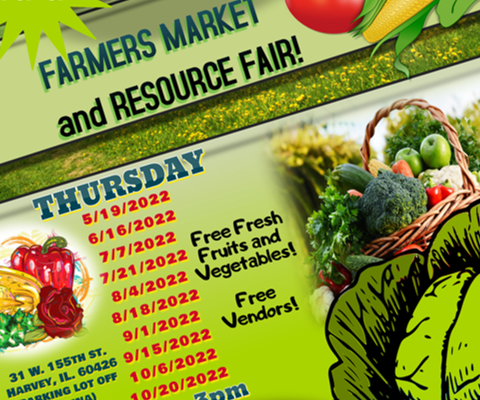 FARMERS MARKET
and RESOURCE FAIR!
THURSDAY
5/19/2022
6/16/2022
7/7/2022
7/21/2022
8/4/2022
8/18/2022
9/1/2022
9/15/2022
10/6/2022
10/20/2022
Free Fresh
Fruits and
Vegetables!
Free
Vendors!
31 W. 155TH ST.
HARVEY, IL. 60426
PARKING LOT OFF
3pm